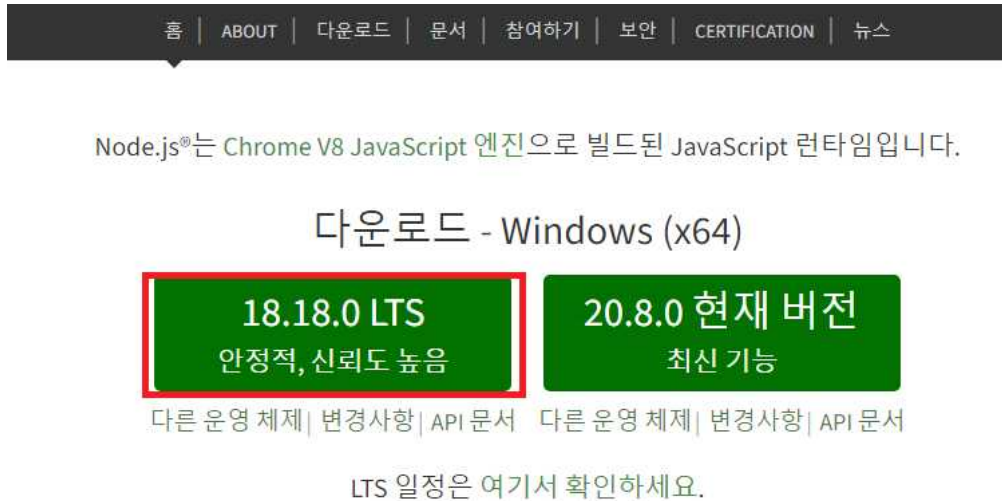 홈 | ABOUT | 다운로드 | 문서 | 참여하기 | 보안 | CERTIFICATION | 뉴스
Node.js®는 Chrome V8 JavaScript 엔진으로 빌드된 JavaScript 런타임입니다.
다운로드 - Windows (x64)
18.18.0 LTS
안정적, 신뢰도 높음
20.8.0 현재 버전
최신 기능
다른 운영 체제| 변경사항| API 문서
다른 운영 체제| 변경사항| API 문서
LTS 일정은 여기서 확인하세요.